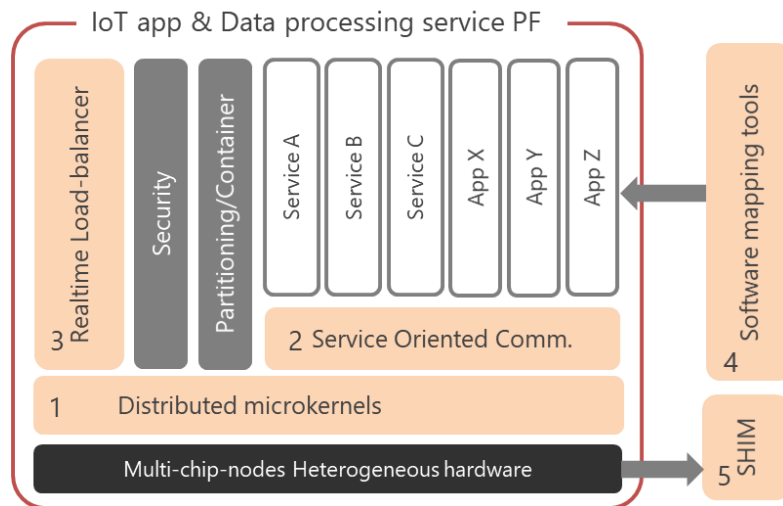 IoT app & Data processing service PF
3 Realtime Load-balancer
Security
Partitioning/Container
Service A
Service B
Service C
App X
App Y
App Z
2 Service Oriented Comm.
1 Distributed microkernels
Multi-chip-nodes Heterogeneous hardware
4 Software mapping tools
5 SHIM